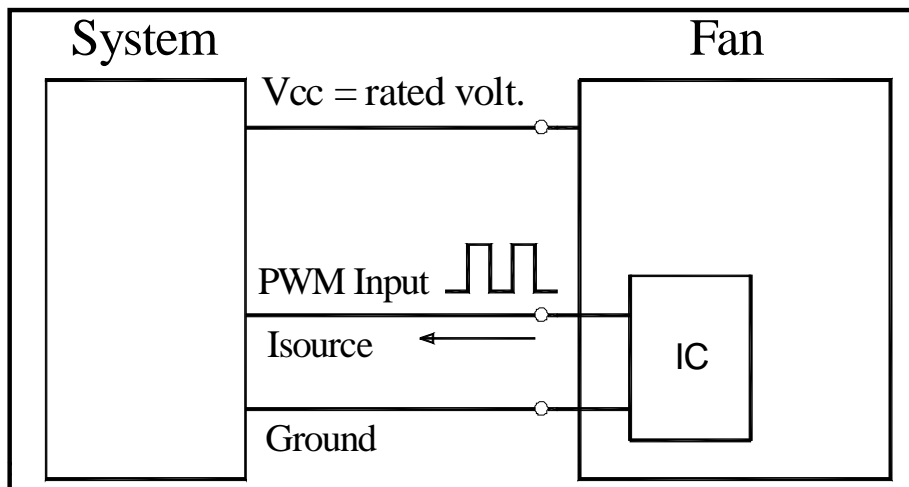 System
Fan
Vcc = rated volt.
PWM Input
Isource
IC
Ground